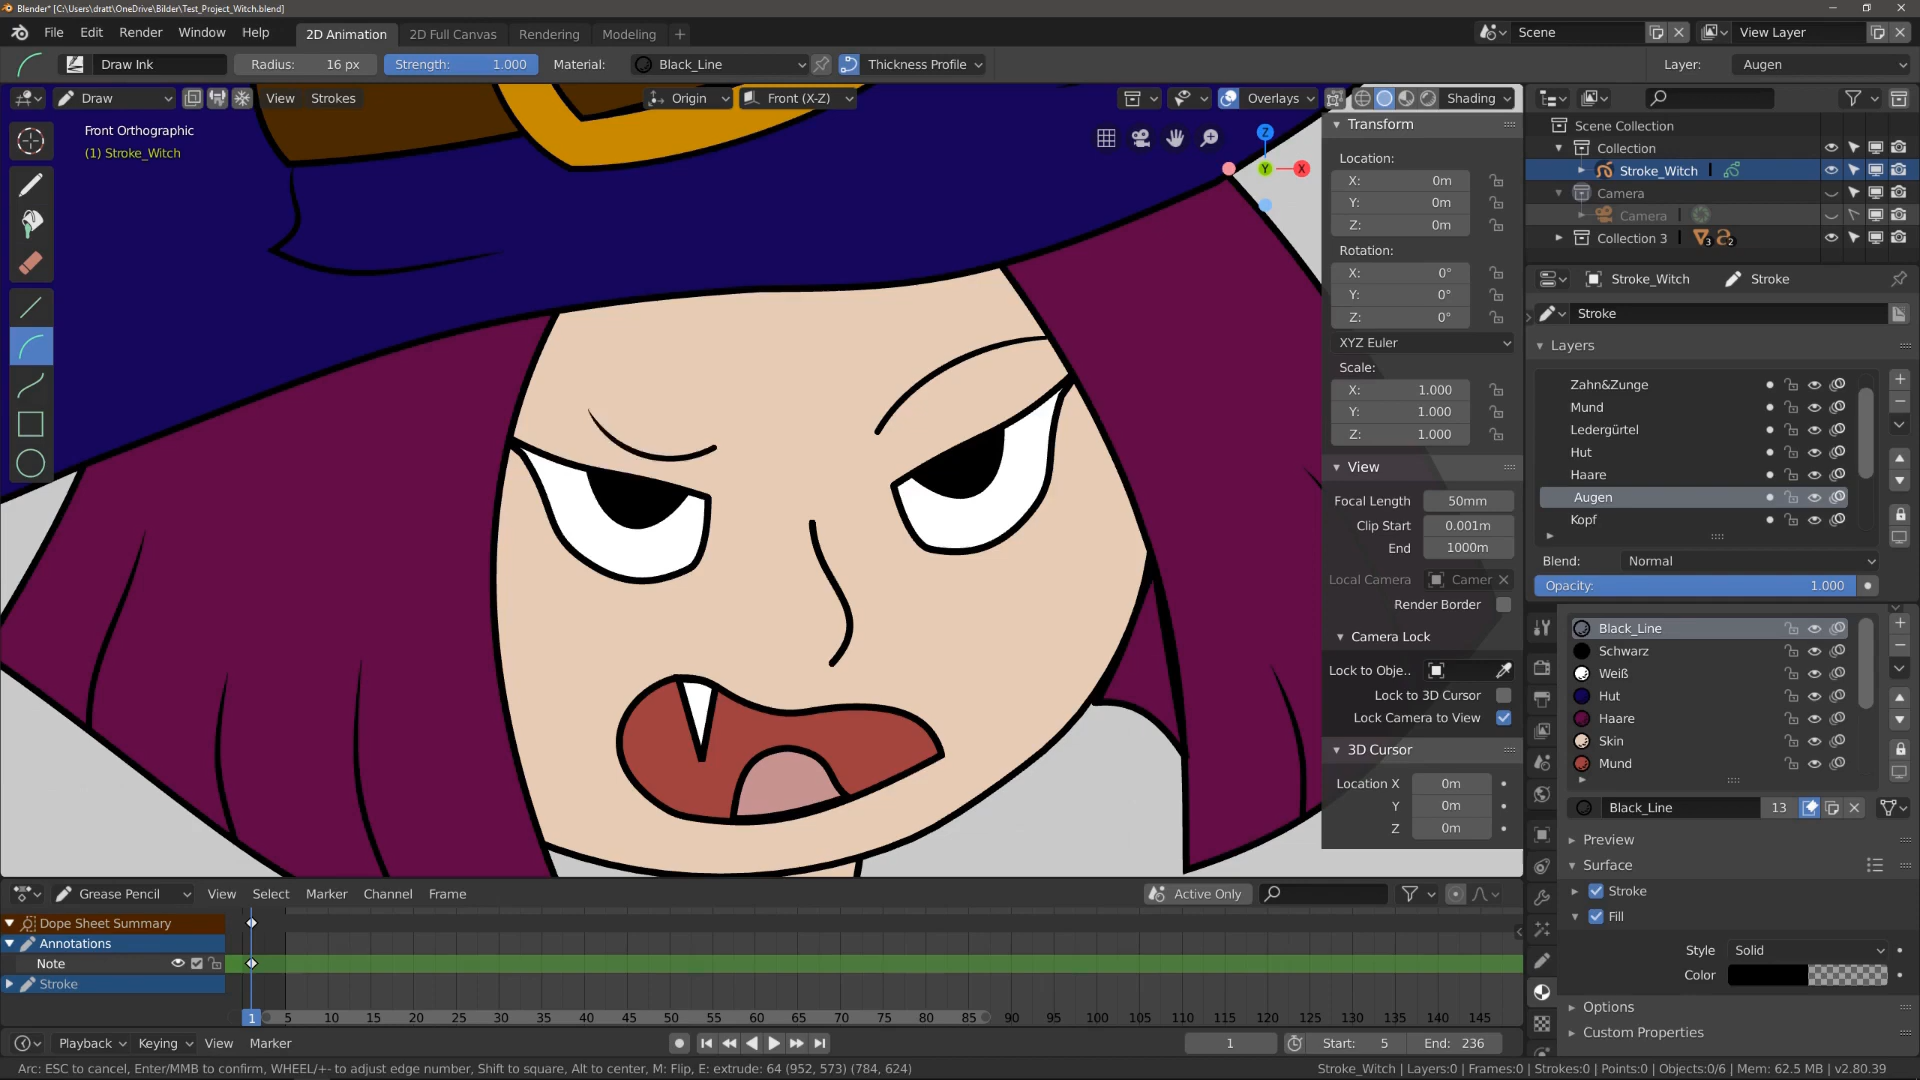 Blender* [C:\Users\dratt\OneDrive\Bilder\Test_Project_Witch.blend]
File Edit Render Window Help 2D Animation 2D Full Canvas Rendering Modeling + Scene View Layer
Draw Ink Radius: 16 px Strength: 1.000 Material: Black_Line Thickness Profile Layer: Augen
Draw View Strokes Origin Front (X-Z) Overlays Shading
Front Orthographic
(1) Stroke_Witch
Z
Y
X
Transform
Location:
X: 0m
Y: 0m
Z: 0m
Rotation:
X: 0°
Y: 0°
Z: 0°
XYZ Euler
Scale:
X: 1.000
Y: 1.000
Z: 1.000
View
Focal Length 50mm
Clip Start 0.001m
End 1000m
Local Camera Camer
Render Border
Camera Lock
Lock to Obje..
Lock to 3D Cursor
Lock Camera to View
3D Cursor
Location X 0m
Y 0m
Z 0m
Scene Collection
Collection
Stroke_Witch
Camera
Camera
Collection 3 3 2
Stroke_Witch Stroke
Stroke
Layers
Zahn&Zunge
Mund
Ledergürtel
Hut
Haare
Augen
Kopf
Blend: Normal
Opacity: 1.000
Black_Line
Schwarz
Weiß
Hut
Haare
Skin
Mund
Black_Line 13
Preview
Surface
Stroke
Fill
Style Solid
Color
Options
Custom Properties
Grease Pencil View Select Marker Channel Frame Active Only
Dope Sheet Summary
Annotations
Note
Stroke
1 5 10 15 20 25 30 35 40 45 50 55 60 65 70 75 80 85 90 95 100 105 110 115 120 125 130 135 140 145
Playback Keying View Marker 1 Start: 5 End: 236
Arc: ESC to cancel, Enter/MMB to confirm, WHEEL/+- to adjust edge number, Shift to square, Alt to center, M: Flip, E: extrude: 64 (952, 573) (784, 624) Stroke_Witch | Layers:0 | Frames:0 | Strokes:0 | Points:0 | Objects:0/6 | Mem: 62.5 MB | v2.80.39